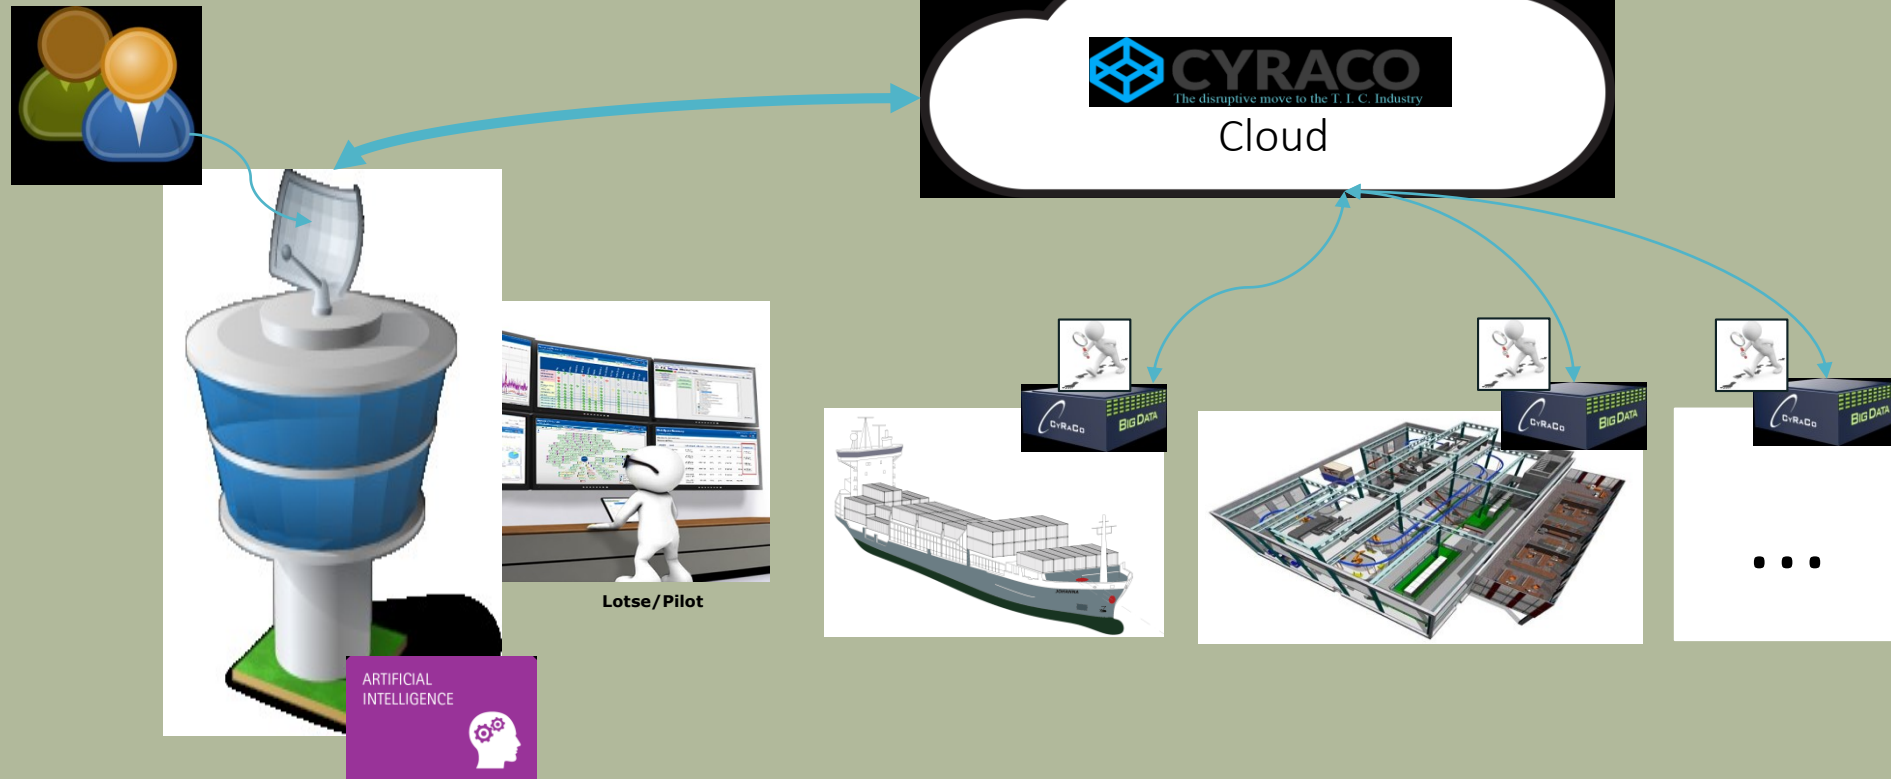 CYRACO
The disruptive move to the T. I. C. Industry
Cloud
CYRACO
BIG DATA
CYRACO
BIG DATA
CYRACO
BIG DATA
Lotse/Pilot
...
ARTIFICIAL
INTELLIGENCE